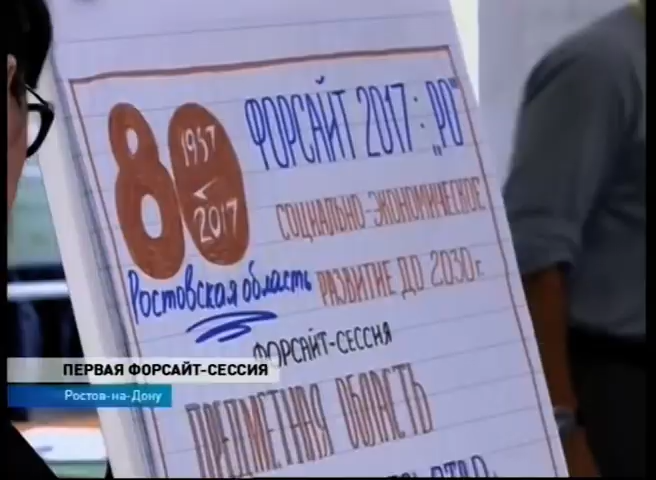 80
1937
2017
ФОРСАЙТ 2017: „РО"
СОЦИАЛЬНО-ЭКОНОМИЧЕСКОЕ
РАЗВИТИЕ ДО 2030 г.
Ростовская область
ФОРСАЙТ-СЕССИЯ
ПРЕДМЕТНАЯ ОБЛАСТЬ
ПЕРВАЯ ФОРСАЙТ-СЕССИЯ
Ростов-на-Дону